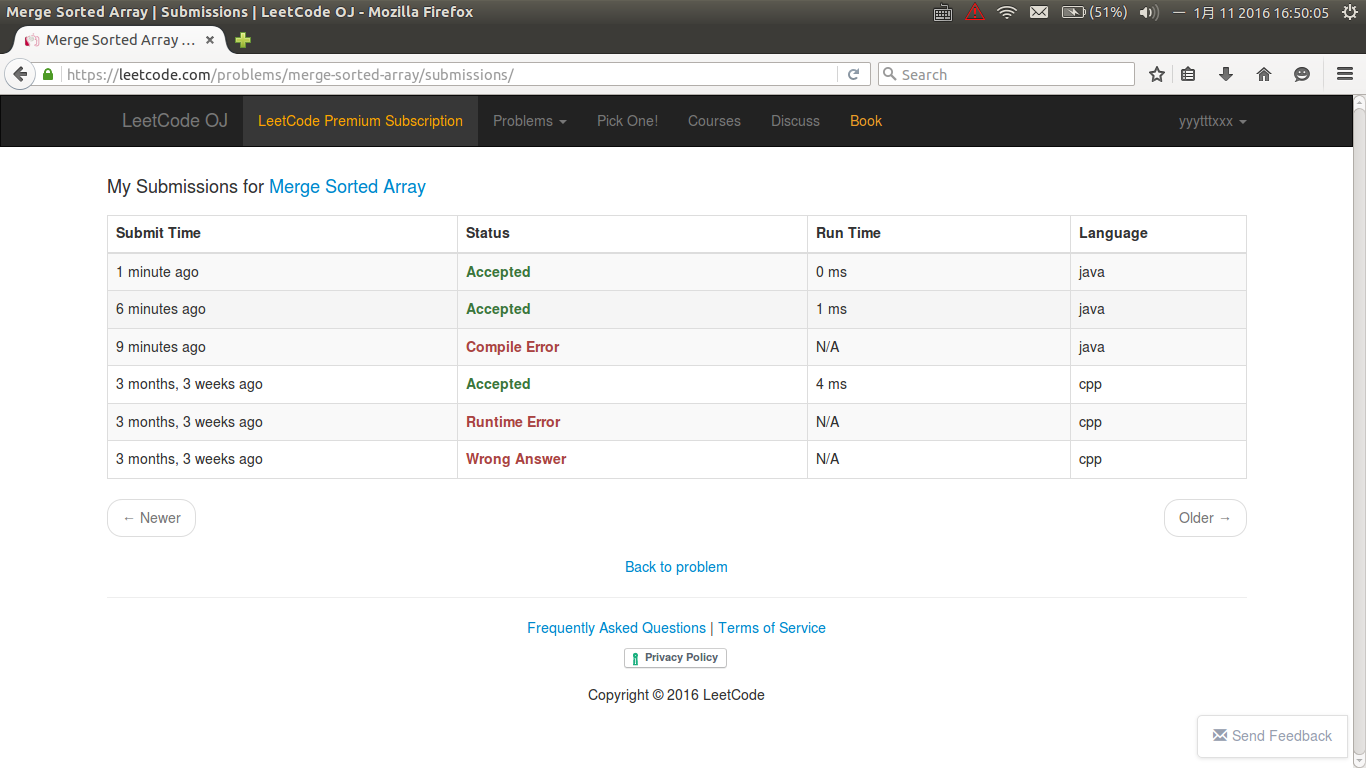 Merge Sorted Array | Submissions | LeetCode OJ - Mozilla Firefox
(51%)
1月 11 2016 16:50:05
Merge Sorted Array ...
https://leetcode.com/problems/merge-sorted-array/submissions/
Search
LeetCode OJ
LeetCode Premium Subscription
Problems
Pick One!
Courses
Discuss
Book
yyytttxxx
My Submissions for Merge Sorted Array
Submit Time Status Run Time Language
1 minute ago Accepted 0 ms java
6 minutes ago Accepted 1 ms java
9 minutes ago Compile Error N/A java
3 months, 3 weeks ago Accepted 4 ms cpp
3 months, 3 weeks ago Runtime Error N/A cpp
3 months, 3 weeks ago Wrong Answer N/A cpp
← Newer
Older →
Back to problem
Frequently Asked Questions | Terms of Service
Privacy Policy
Copyright © 2016 LeetCode
Send Feedback